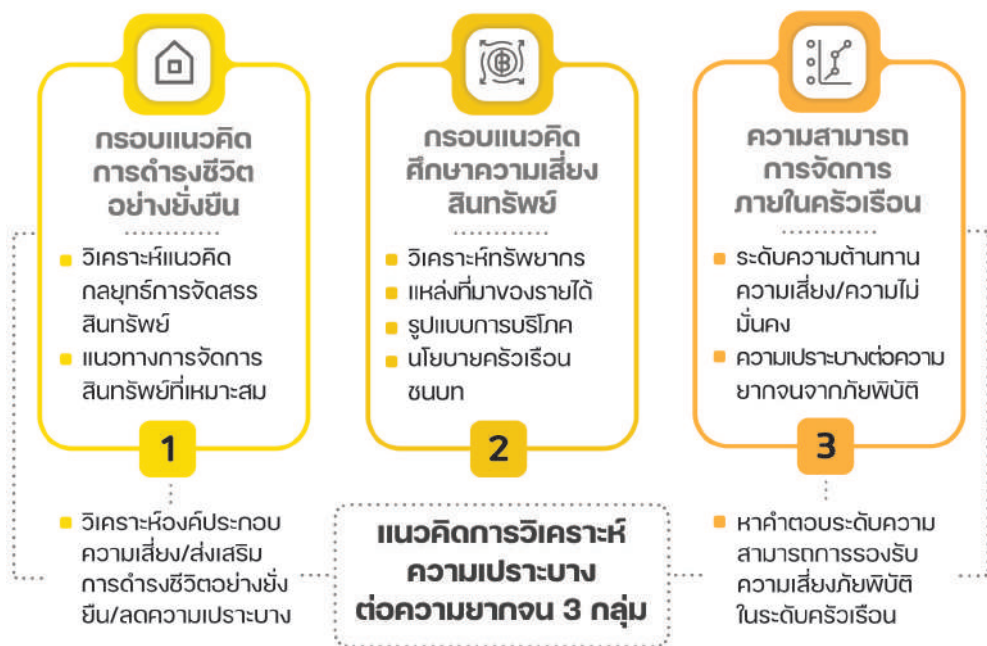 กรอบแนวคิด
การดำรงชีวิต
อย่างยั่งยืน
วิเคราะห์แนวคิด
กลยุทธ์การจัดสรร
สินทรัพย์
แนวทางการจัดการ
สินทรัพย์ที่เหมาะสม
1
วิเคราะห์องค์ประกอบ
ความเสี่ยง/ส่งเสริม
การดำรงชีวิตอย่างยั่ง
ยืน/ลดความเปราะบาง
กรอบแนวคิด
ศึกษาความเสี่ยง
สินทรัพย์
วิเคราะห์ทรัพยากร
แหล่งที่มาของรายได้
รูปแบบการบริโภค
นโยบายครัวเรือน
ชนบท
2
แนวคิดการวิเคราะห์
ความเปราะบาง
ต่อความยากจน 3 กลุ่ม
ความสามารถ
การจัดการ
ภายในครัวเรือน
ระดับความต้านทาน
ความเสี่ยง/ความไม่
มั่นคง
ความเปราะบางต่อความ
ยากจนจากภัยพิบัติ
3
หาคำตอบระดับความ
สามารถการรองรับ
ความเสี่ยงภัยพิบัติ
ในระดับครัวเรือน